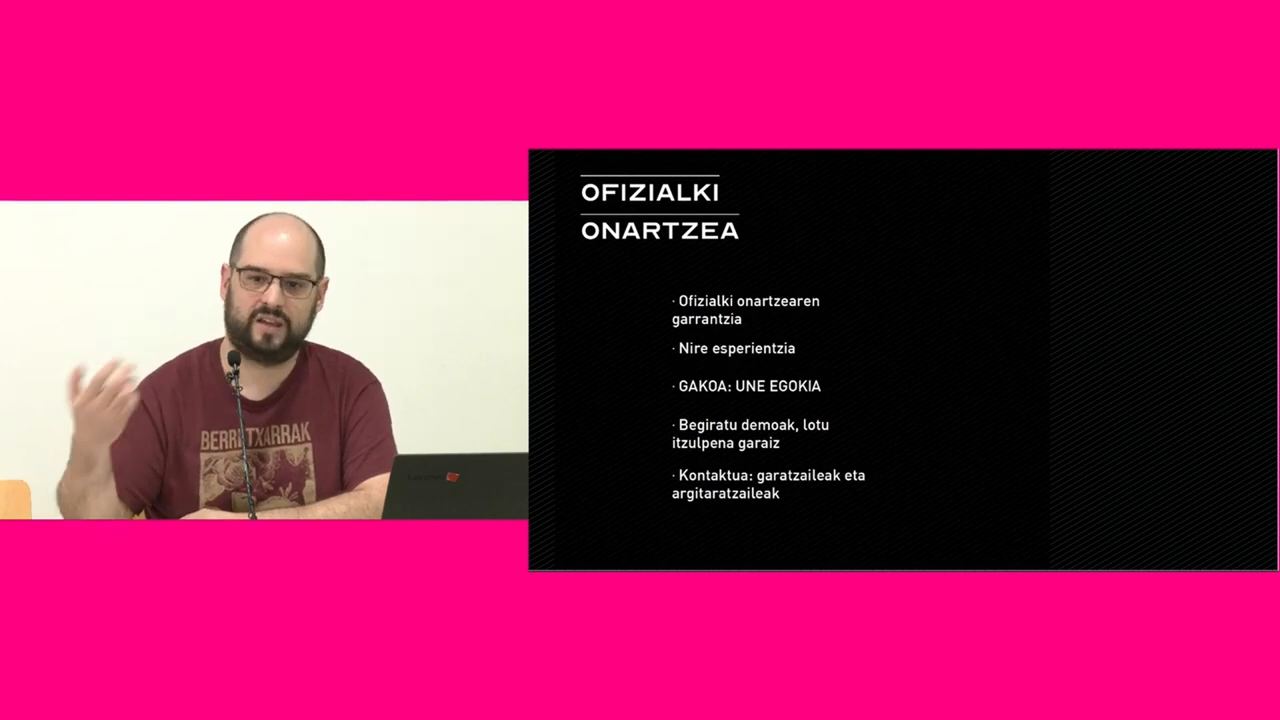 BERRITXARRAK
OFIZIALKI
ONARTZEA
· Ofizialki onartzearen
garrantzia
· Nire esperientzia
· GAKOA: UNE EGOKIA
· Begiratu demoak, lotu
itzulpena garaiz
· Kontaktua: garatzaileak eta
argitaratzaileak